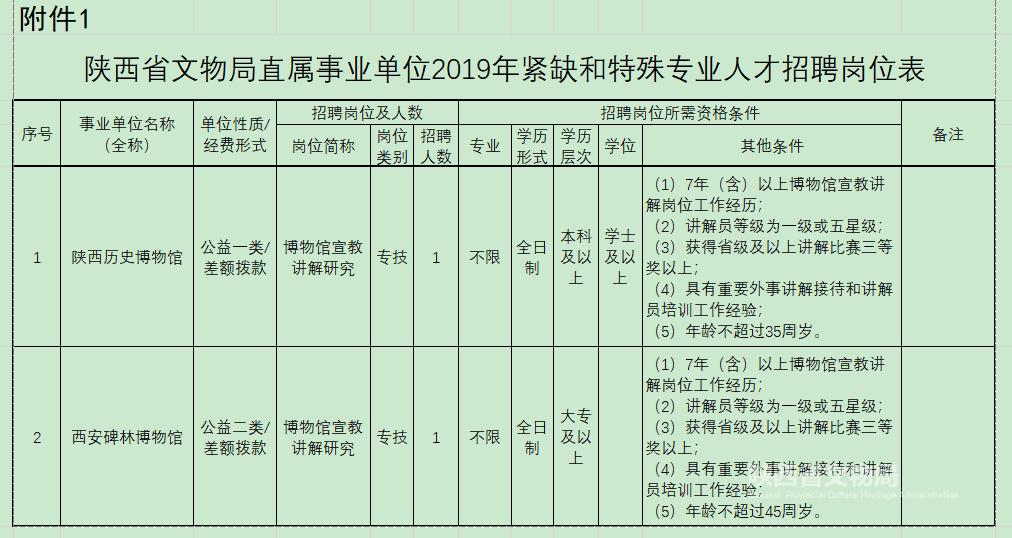 附件1
陕西省文物局直属事业单位2019年紧缺和特殊专业人才招聘岗位表
序号
事业单位名称
（全称）
单位性质/
经费形式
招聘岗位及人数
岗位简称
岗位
类别
招聘
人数
招聘岗位所需资格条件
专业
学历
形式
学历
层次
学位
其他条件
备注
1
陕西历史博物馆
公益一类/
差额拨款
博物馆宣教
讲解研究
专技
1
不限
全日
制
本科
及以
上
学士
及以
上
（1）7年（含）以上博物馆宣教讲
解岗位工作经历；
（2）讲解员等级为一级或五星级；
（3）获得省级及以上讲解比赛三等
奖以上；
（4）具有重要外事讲解接待和讲解
员培训工作经验；
（5）年龄不超过35周岁。
2
西安碑林博物馆
公益二类/
差额拨款
博物馆宣教
讲解研究
专技
1
不限
全日
制
大专
及以
上
（1）7年（含）以上博物馆宣教讲
解岗位工作经历；
（2）讲解员等级为一级或五星级；
（3）获得省级及以上讲解比赛三等
奖以上；
（4）具有重要外事讲解接待和讲解
员培训工作经验；
（5）年龄不超过45周岁。
陕西省文物局
Provincial Cultural Heritage Administration